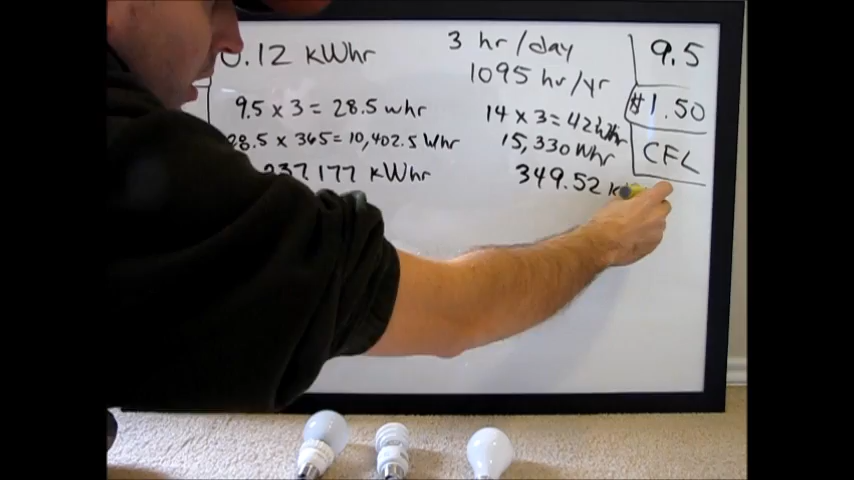 0.12 kWhr
3 hr/day
1095 hr/yr
9.5 x 3 = 28.5 whr
28.5 x 365 = 10,402.5 Whr
237.177 kWhr
14 x 3 = 42 Whr
15,330 Whr
349.52 k
9.5
$1.50
CFL